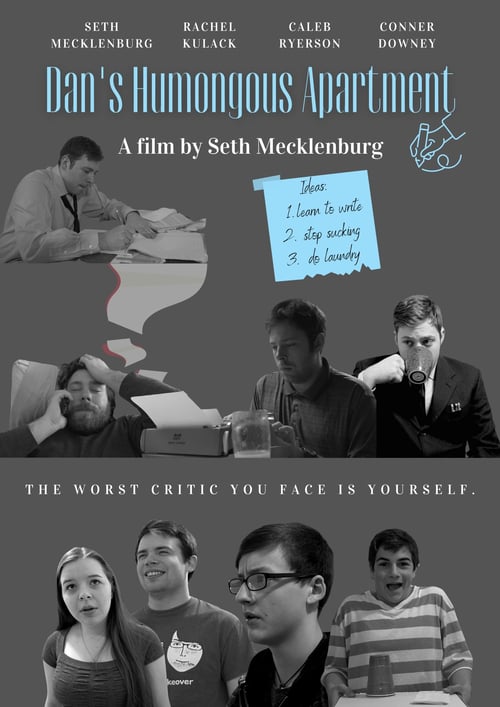 SETH RACHEL CALEB CONNER
MECKLENBURG KULACK RYERSON DOWNEY
Dan's Humongous Apartment
A film by Seth Mecklenburg
Ideas:
1. learn to write
2. stop sucking
3. do laundry
THE WORST CRITIC YOU FACE IS YOURSELF.